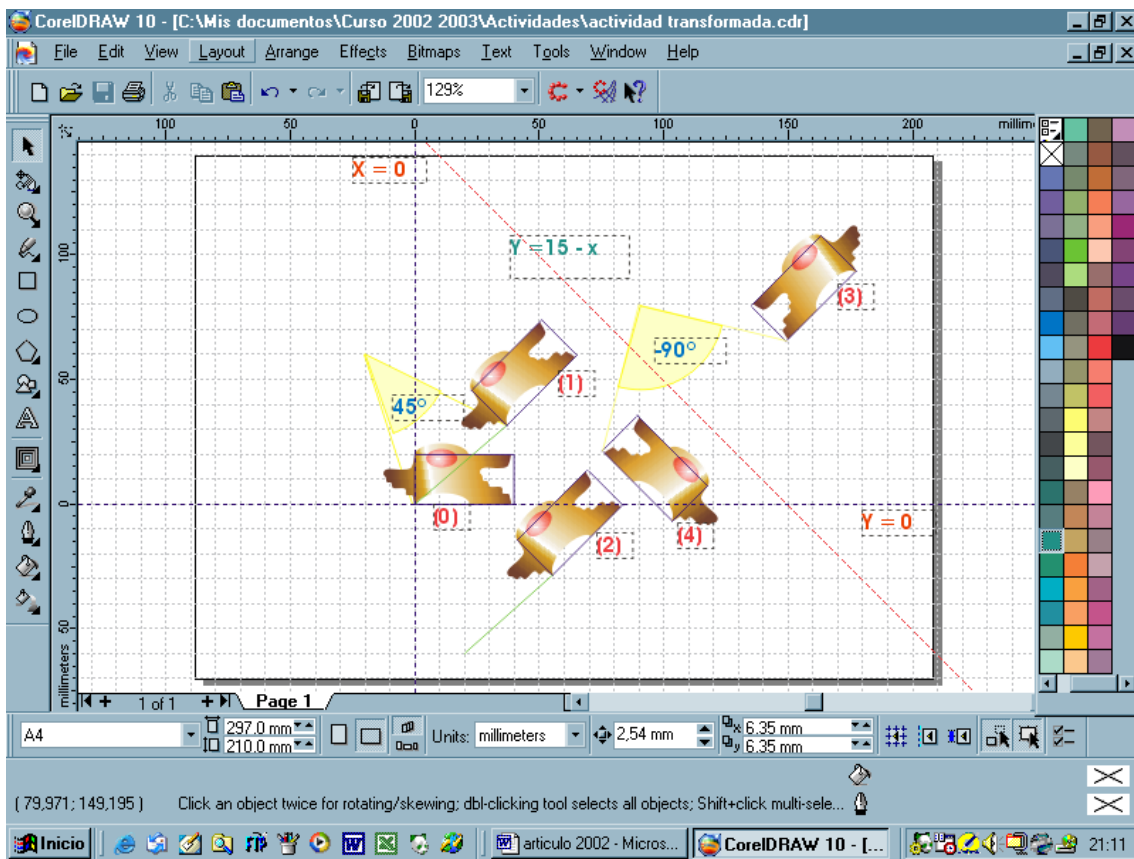 CorelDRAW 10 - [C:\Mis documentos\Curso 2002 2003\Actividades\actividad transformada.cdr]
File Edit View Layout Arrange Effects Bitmaps Text Tools Window Help
129%
100 50 0 50 100 150 200 millim
X = 0
Y =15 - x
100
(3)
-90°
50
(1)
45°
0
(0)
(2)
(4)
Y = 0
50
millimeters
1 of 1 Page 1
A4 297.0 mm 210.0 mm Units: millimeters 2,54 mm x 6.35 mm y 6.35 mm
( 79,971; 149,195 ) Click an object twice for rotating/skewing; dbl-clicking tool selects all objects; Shift+click multi-sele...
Inicio articulo 2002 - Micros... CorelDRAW 10 - [... 21:11